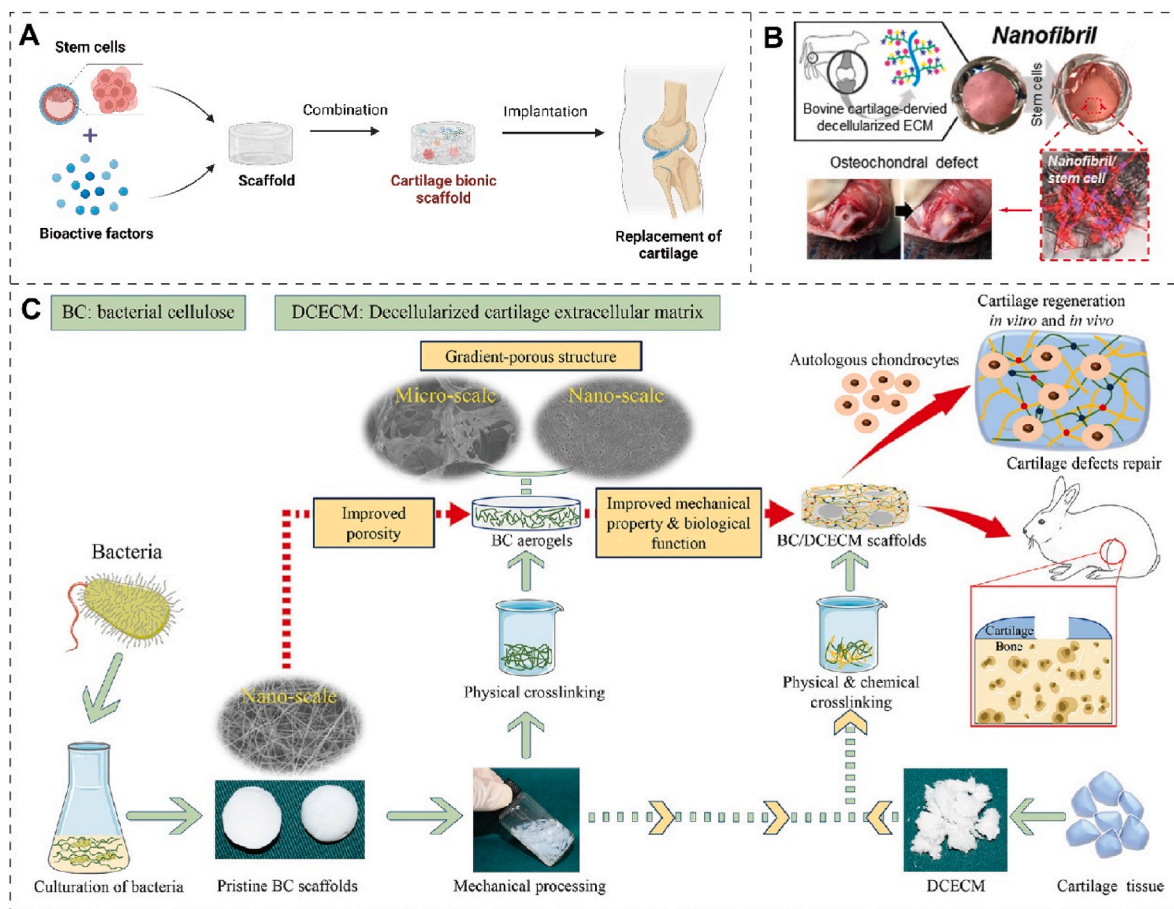 A
Stem cells
Bioactive factors
Scaffold
Combination
Cartilage bionic
scaffold
Implantation
Replacement of
cartilage
B
Nanofibril
Bovine cartilage-dervied
decellularized ECM
Stem cells
Osteochondral defect
Nanofibril/
stem cell
C
BC: bacterial cellulose
DCECM: Decellularized cartilage extracellular matrix
Gradient-porous structure
Micro-scale
Nano-scale
Autologous chondrocytes
Cartilage regeneration
in vitro and in vivo
Cartilage defects repair
Improved
porosity
BC aerogels
Improved mechanical
property & biological
function
BC/DCECM scaffolds
Bacteria
Nano-scale
Physical crosslinking
Physical & chemical
crosslinking
Cartilage
Bone
Culturation of bacteria
Pristine BC scaffolds
Mechanical processing
DCECM
Cartilage tissue